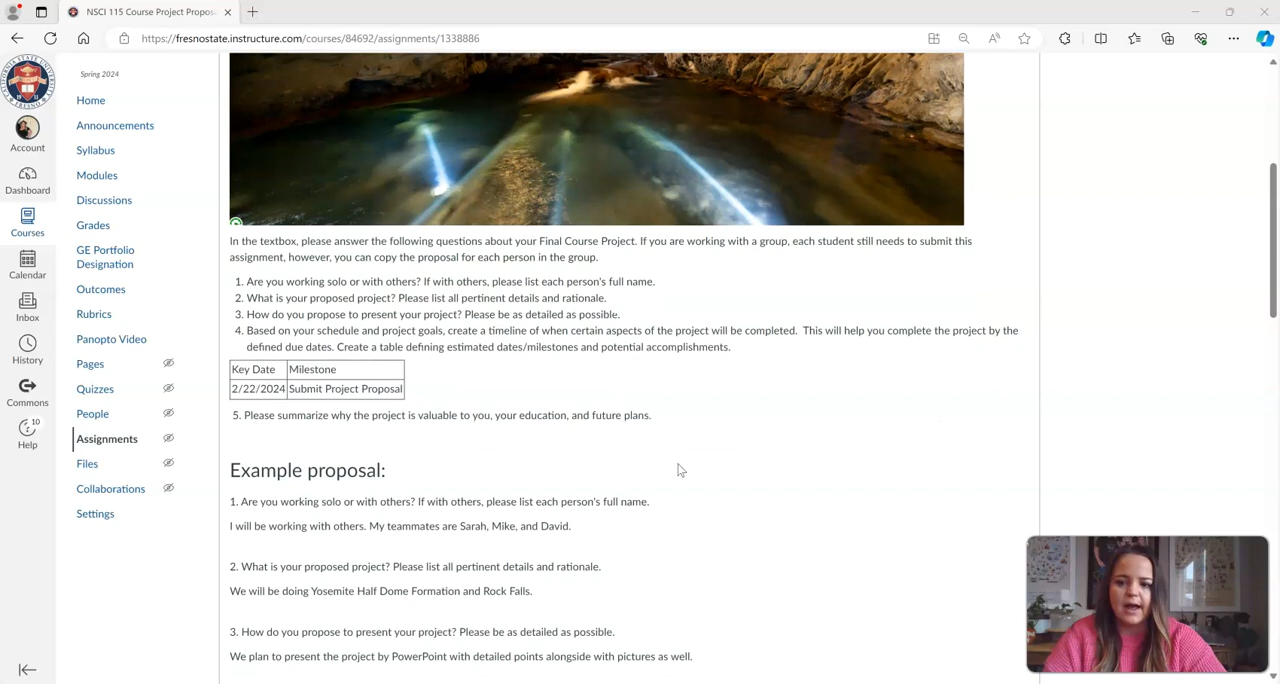 NSCI 115 Course Project Propos
https://fresnostate.instructure.com/courses/84692/assignments/1338886
Spring 2024
Account
Dashboard
Courses
Calendar
Inbox
History
Commons
10
Help
Home
Announcements
Syllabus
Modules
Discussions
Grades
GE Portfolio
Designation
Outcomes
Rubrics
Panopto Video
Pages
Quizzes
People
Assignments
Files
Collaborations
Settings
In the textbox, please answer the following questions about your Final Course Project. If you are working with a group, each student still needs to submit this
assignment, however, you can copy the proposal for each person in the group.
1. Are you working solo or with others? If with others, please list each person's full name.
2. What is your proposed project? Please list all pertinent details and rationale.
3. How do you propose to present your project? Please be as detailed as possible.
4. Based on your schedule and project goals, create a timeline of when certain aspects of the project will be completed. This will help you complete the project by the
defined due dates. Create a table defining estimated dates/milestones and potential accomplishments.
Key Date Milestone
2/22/2024 Submit Project Proposal
5. Please summarize why the project is valuable to you, your education, and future plans.
Example proposal:
1. Are you working solo or with others? If with others, please list each person's full name.
I will be working with others. My teammates are Sarah, Mike, and David.
2. What is your proposed project? Please list all pertinent details and rationale.
We will be doing Yosemite Half Dome Formation and Rock Falls.
3. How do you propose to present your project? Please be as detailed as possible.
We plan to present the project by PowerPoint with detailed points alongside with pictures as well.